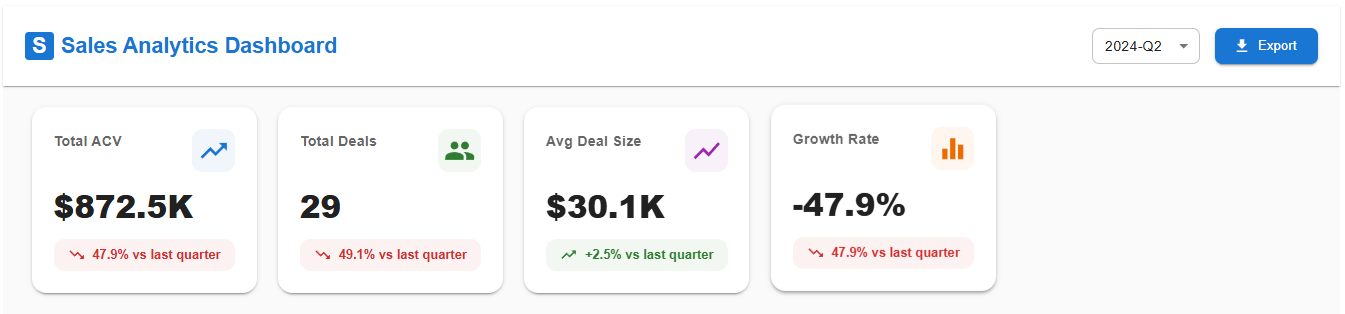 S Sales Analytics Dashboard
2024-Q2
Export
Total ACV
$872.5K
47.9% vs last quarter
Total Deals
29
49.1% vs last quarter
Avg Deal Size
$30.1K
+2.5% vs last quarter
Growth Rate
-47.9%
47.9% vs last quarter